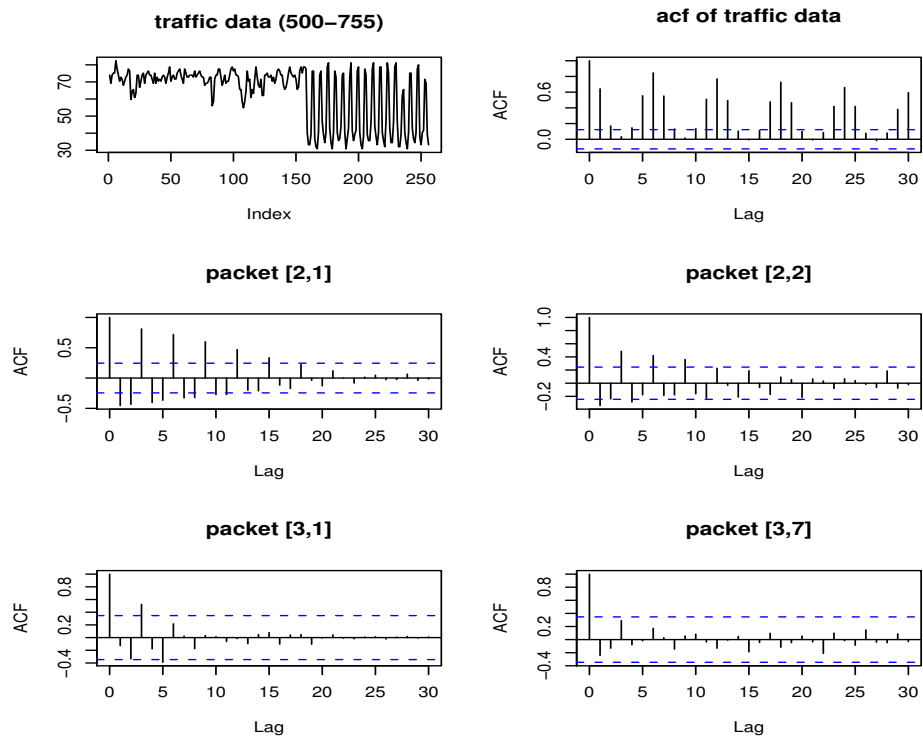 traffic data (500−755)
70
50
30
0 50 100 150 200 250
Index
acf of traffic data
ACF
0.6
0.0
0 5 10 15 20 25 30
Lag
packet [2,1]
ACF
0.5
−0.5
0 5 10 15 20 25 30
Lag
packet [2,2]
ACF
1.0
0.4
−0.2
0 5 10 15 20 25 30
Lag
packet [3,1]
ACF
0.8
0.2
−0.4
0 5 10 15 20 25 30
Lag
packet [3,7]
ACF
0.8
0.2
−0.4
0 5 10 15 20 25 30
Lag